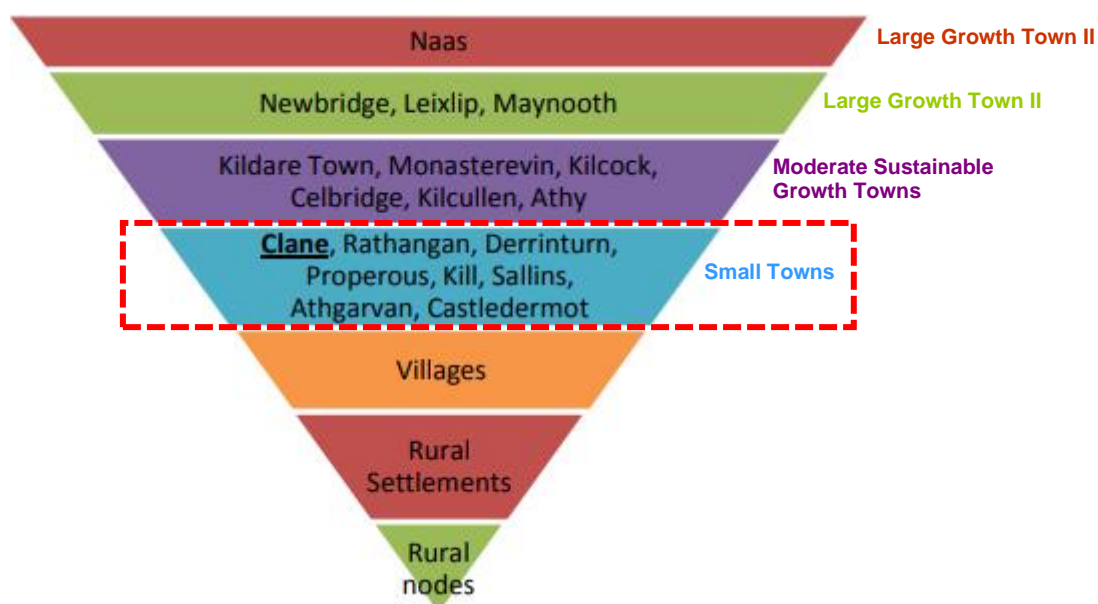 Naas
Large Growth Town II
Newbridge, Leixlip, Maynooth
Large Growth Town II
Kildare Town, Monasterevin, Kilcock,
Celbridge, Kilcullen, Athy
Moderate Sustainable
Growth Towns
Clane, Rathangan, Derrinturn,
Properous, Kill, Sallins,
Athgarvan, Castledermot
Small Towns
Villages
Rural
Settlements
Rural
nodes